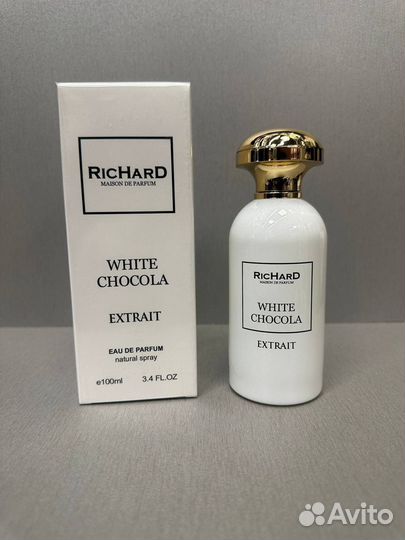 RICHARD
MAISON DE PARFUM
WHITE
CHOCOLA
EXTRAIT
EAU DE PARFUM
natural spray
e100ml 3.4 FL.OZ
RICHARD
MAISON DE PARFUM
WHITE
CHOCOLA
EXTRAIT
Avito